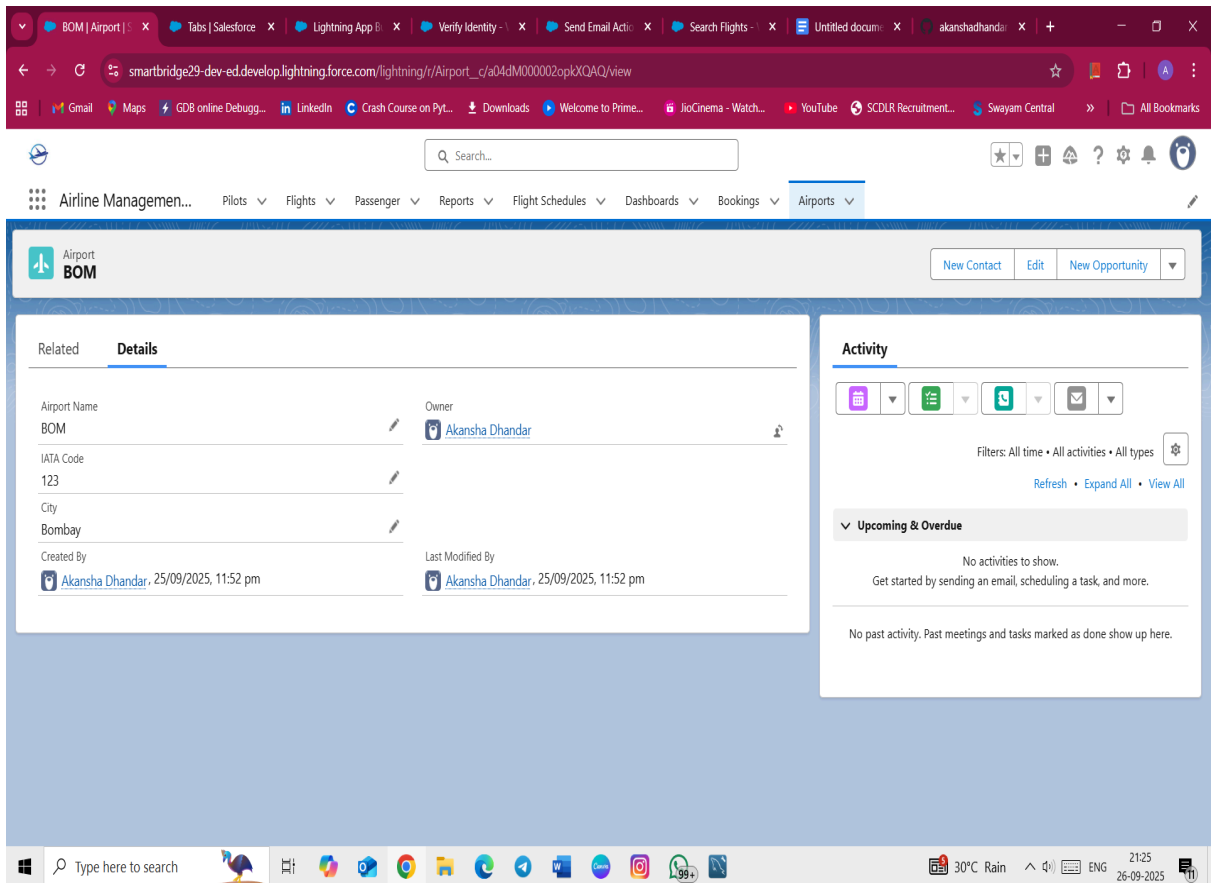 BOM | Airport | S
Tabs | Salesforce
Lightning App B
Verify Identity - V
Send Email Actio
Search Flights - V
Untitled docume
akanshadhandar
smartbridge29-dev-ed.develop.lightning.force.com/lightning/r/Airport__c/a04dM000002opkXQAQ/view
A
Gmail
Maps
GDB online Debugg...
LinkedIn
Crash Course on Pyt...
Downloads
Welcome to Prime...
JioCinema - Watch...
YouTube
SCDLR Recruitment...
Swayam Central
»
All Bookmarks
Search...
Airline Managemen...
Pilots
Flights
Passenger
Reports
Flight Schedules
Dashboards
Bookings
Airports
Airport
BOM
New Contact
Edit
New Opportunity
Related
Details
Airport Name
BOM
Owner
Akansha Dhandar
IATA Code
123
City
Bombay
Created By
Akansha Dhandar, 25/09/2025, 11:52 pm
Last Modified By
Akansha Dhandar, 25/09/2025, 11:52 pm
Activity
Filters: All time • All activities • All types
Refresh • Expand All • View All
Upcoming & Overdue
No activities to show.
Get started by sending an email, scheduling a task, and more.
No past activity. Past meetings and tasks marked as done show up here.
Type here to search
99+
30°C Rain
ENG
21:25
26-09-2025
11